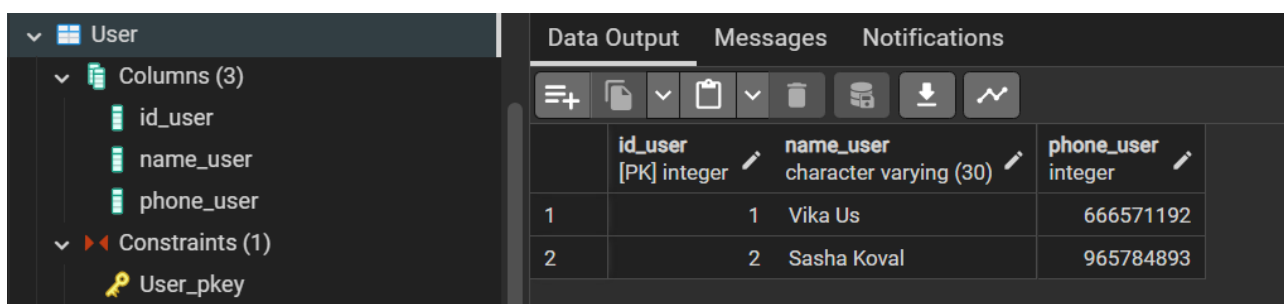 User
Columns (3)
id_user
name_user
phone_user
Constraints (1)
User_pkey
Data Output Messages Notifications
id_user name_user phone_user
[PK] integer character varying (30) integer
1 1 Vika Us 666571192
2 2 Sasha Koval 965784893